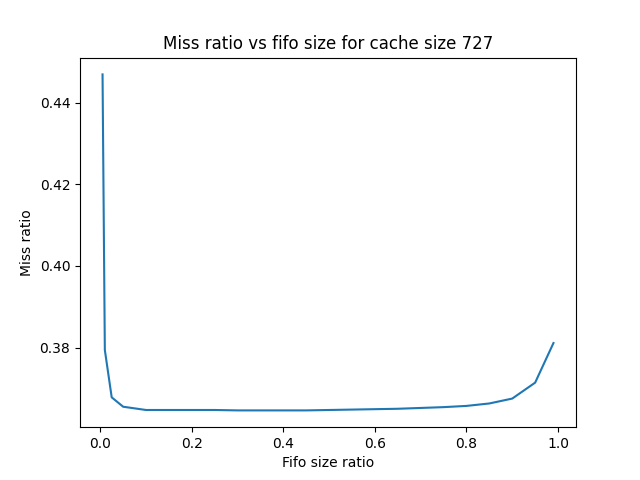 Miss ratio vs fifo size for cache size 727
0.44
0.42
0.40
0.38
Miss ratio
0.0 0.2 0.4 0.6 0.8 1.0
Fifo size ratio